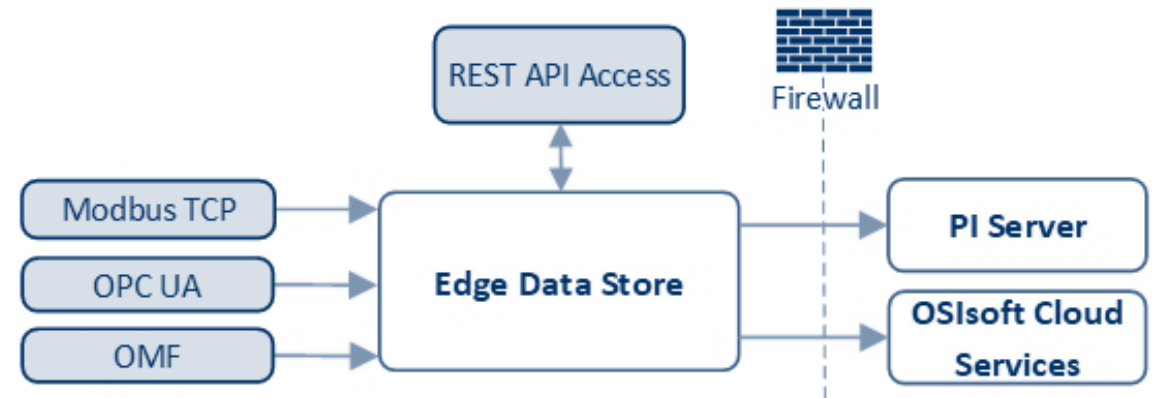 REST API Access
Firewall
Modbus TCP
OPC UA
OMF
Edge Data Store
PI Server
OSIsoft Cloud
Services